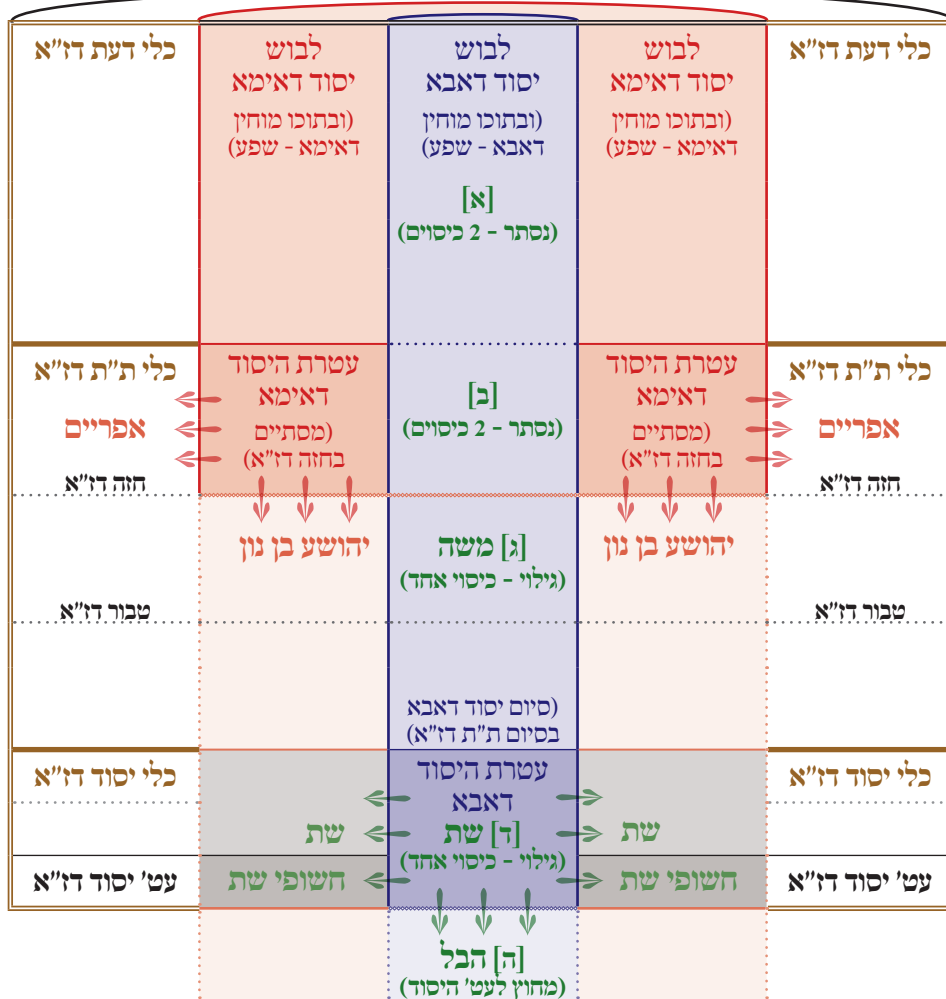 כלי דעת דז״א
לבוש
יסוד דאימא
(ובתוכו מוחין
דאימא - שפע)
לבוש
יסוד דאבא
(ובתוכו מוחין
דאבא - שפע)
[א]
(נסתר - 2 כיסוים)
לבוש
יסוד דאימא
(ובתוכו מוחין
דאימא - שפע)
כלי דעת דז״א
כלי ת״ת דז״א
אפריים
חזה דז״א
עטרת היסוד
דאימא
(מסתיים
בחזה דז״א)
יהושע בן נון
[ב]
(נסתר - 2 כיסוים)
[ג] משה
(גילוי - כיסוי אחד)
עטרת היסוד
דאימא
(מסתיים
בחזה דז״א)
יהושע בן נון
כלי ת״ת דז״א
אפריים
חזה דז״א
טבור דז״א
טבור דז״א
(סיום יסוד דאבא
בסיום ת״ת דז״א)
כלי יסוד דז״א
שת
עטרת היסוד
דאבא
[ד] שת
(גילוי - כיסוי אחד)
שת
כלי יסוד דז״א
עט׳ יסוד דז״א
חשופי שת
חשופי שת
עט׳ יסוד דז״א
[ה] הבל
(מחוץ לעט׳ היסוד)